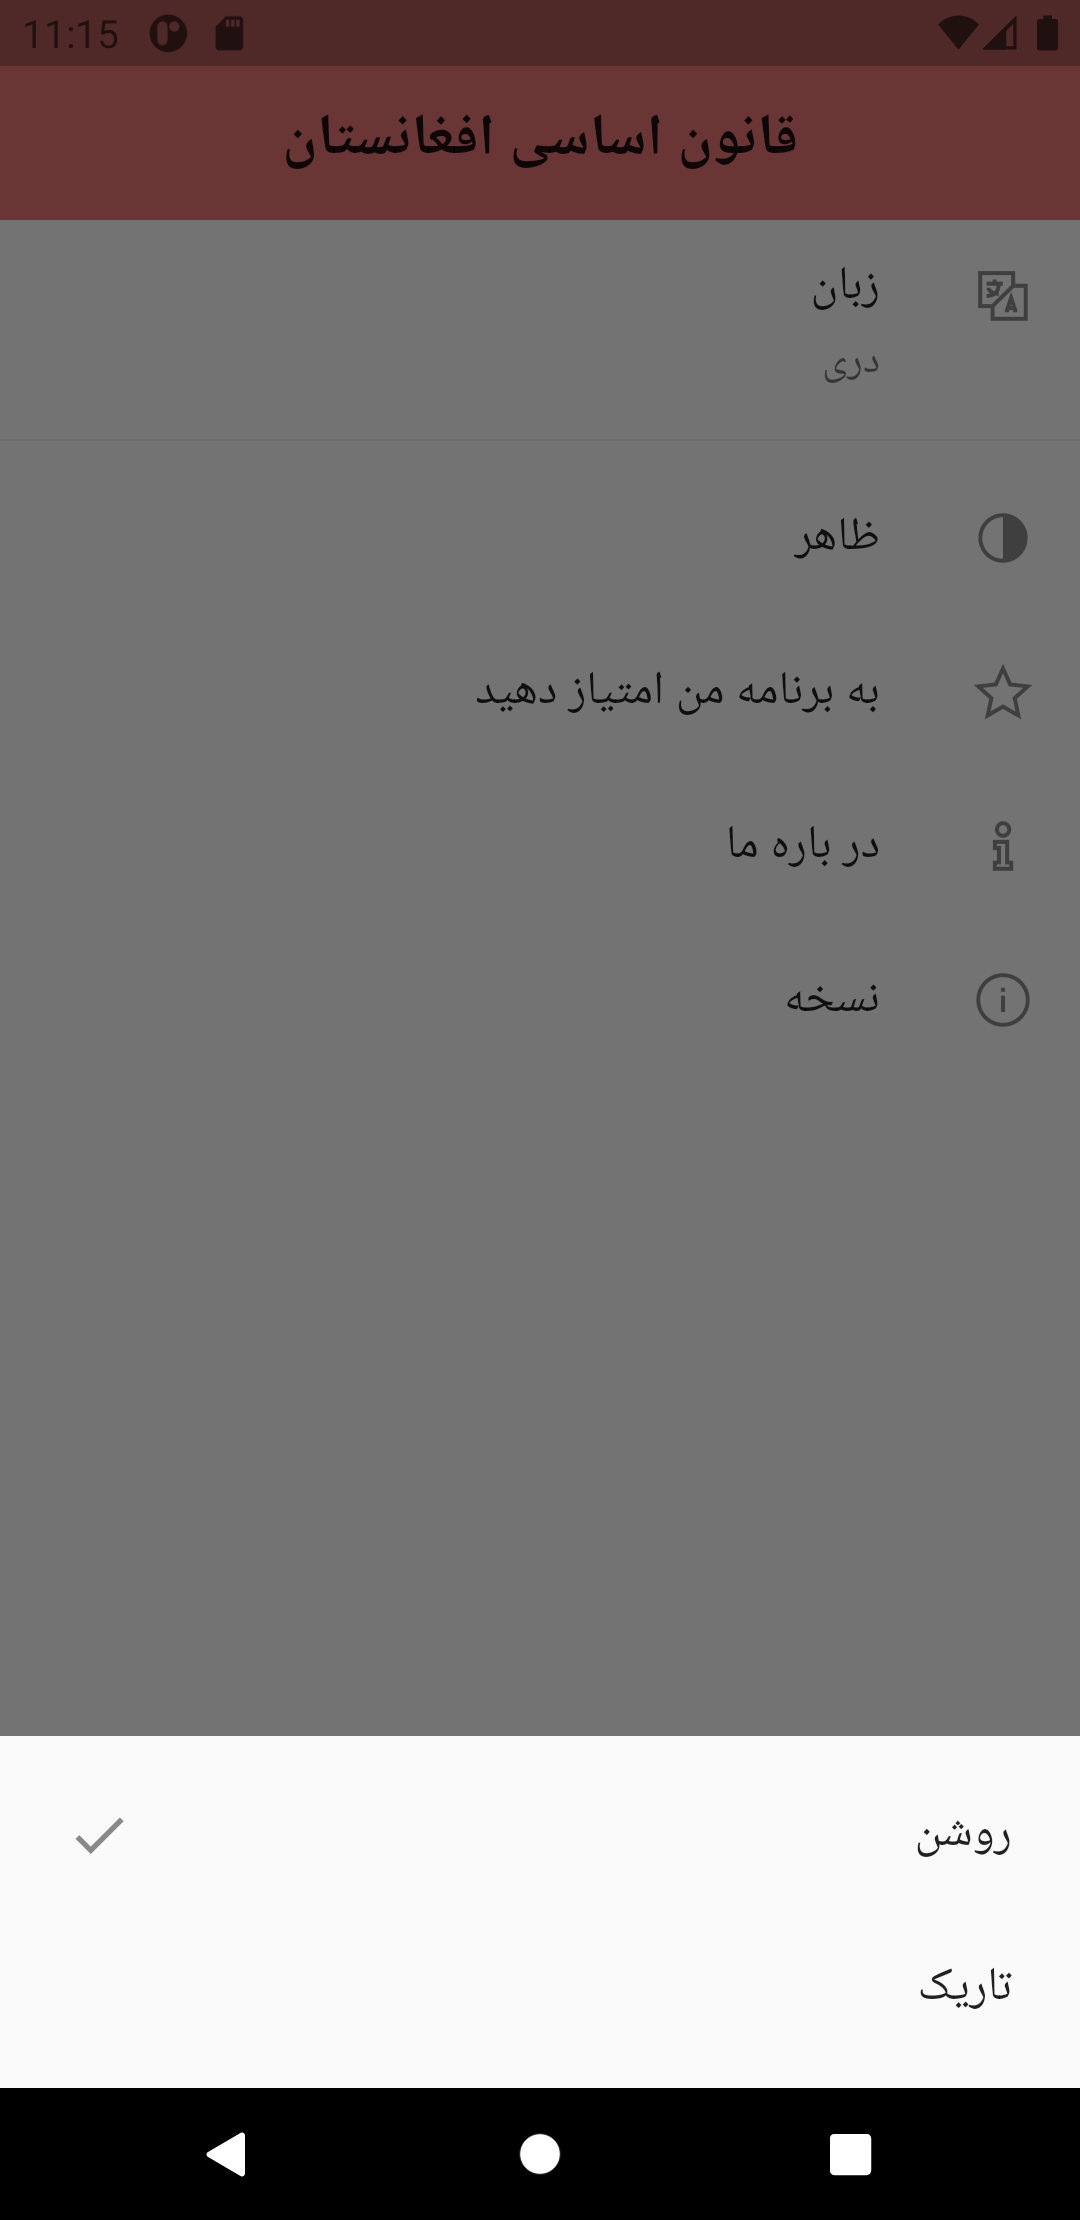 11:15
قانون اساسی افغانستان
زبان
دری
ظاهر
به برنامه من امتیاز دهید
در باره ما
نسخه
روشن
تاریک